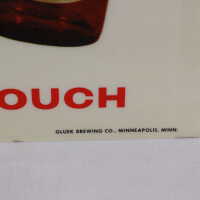 OUCH
GLUEK BREWING CO., MINNEAPOLIS, MINN.